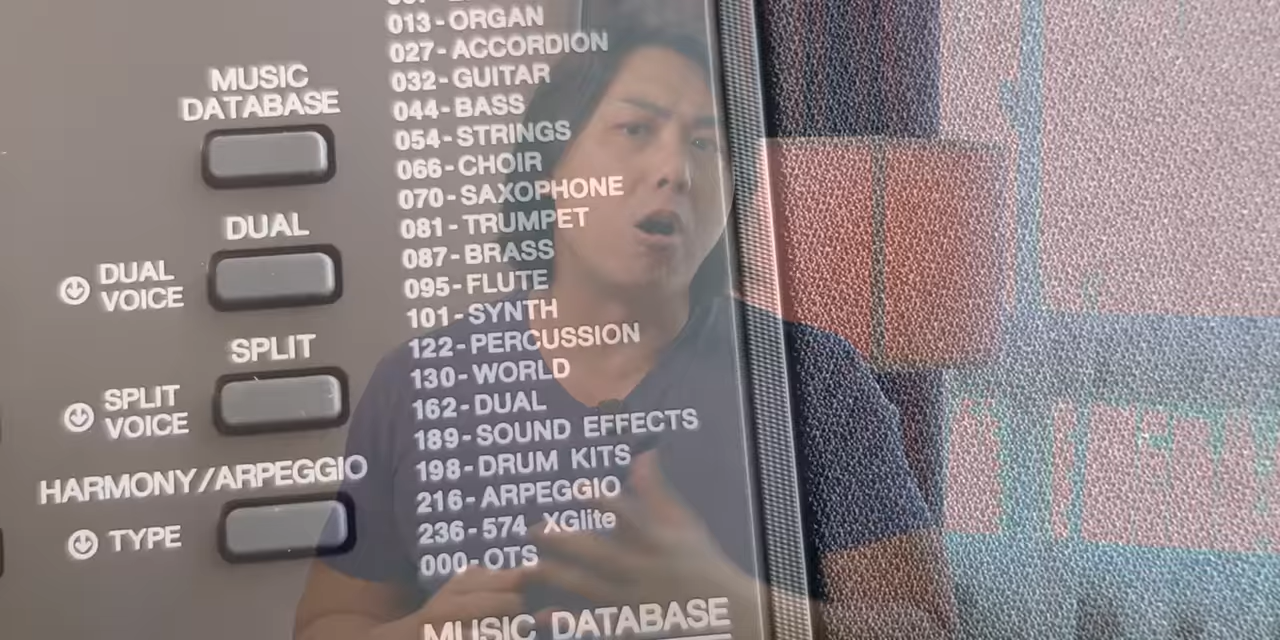 013-ORGAN
027-ACCORDION
032-GUITAR
044-BASS
054-STRINGS
066-CHOIR
070-SAXOPHONE
081-TRUMPET
087-BRASS
095-FLUTE
101-SYNTH
122-PERCUSSION
130-WORLD
162-DUAL
189-SOUND EFFECTS
198-DRUM KITS
216-ARPEGGIO
236-574 XGlite
000-OTS
MUSIC DATABASE
MUSIC
DATABASE
DUAL
DUAL
VOICE
SPLIT
SPLIT
VOICE
HARMONY/ARPEGGIO
TYPE